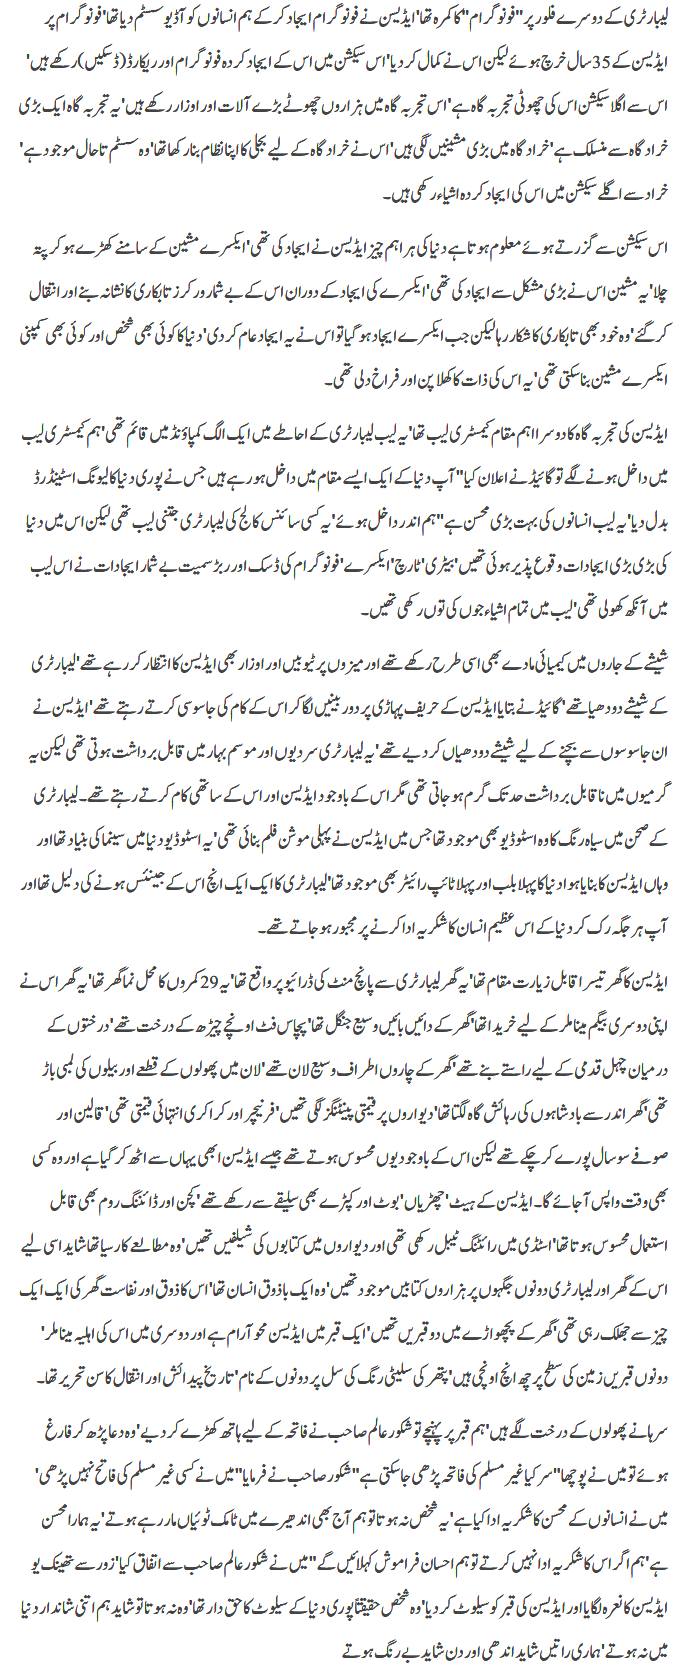 لیبارٹری کے دوسرے فلور پر''فونو گرام'' کا کمرہ تھا' ایڈیسن نے فونو گرام ایجاد کر کے ہم انسانوں کو آڈیو سسٹم دیا تھا' فونو گرام پر
ایڈیسن کے 35 سال خرچ ہوئے لیکن اس نے کمال کر دیا' اس سیکشن میں اس کے ایجاد کردہ فونو گرام اور ریکارڈ (ڈسکیں) رکھے ہیں'
اس سے اگلا سیکشن اس کی چھوٹی تجربہ گاہ ہے' اس تجربہ گاہ میں ہزاروں چھوٹے بڑے آلات اور اوزار رکھے ہیں' یہ تجربہ گاہ ایک بڑی
خراد گاہ سے منسلک ہے' خراد گاہ میں بڑی مشینیں لگی ہیں' اس نے خراد گاہ کے لیے بجلی کا اپنا نظام بنا رکھا تھا' وہ سسٹم تاحال موجود ہے'
خراد سے اگلے سیکشن میں اس کی ایجاد کردہ اشیاء رکھی ہیں۔
اس سیکشن سے گزرتے ہوئے معلوم ہوتا ہے دنیا کی ہر اہم چیز ایڈیسن نے ایجاد کی تھی' ایکسرے مشین کے سامنے کھڑے ہو کر پتہ
چلا' یہ مشین اس نے بڑی مشکل سے ایجاد کی تھی' ایکسرے کی ایجاد کے دوران اس کے بے شمار ورکرز تابکاری کا نشانہ بنے اور انتقال
کر گئے' وہ خود بھی تابکاری کا شکار رہا لیکن جب ایکسرے ایجاد ہو گیا تو اس نے یہ ایجاد عام کر دی' دنیا کا کوئی بھی شخص اور کوئی بھی کمپنی
ایکسرے مشین بنا سکتی تھی' یہ اس کی ذات کا کھلا پن اور فراخ دلی تھی۔
ایڈیسن کی تجربہ گاہ کا دوسرا اہم مقام کیمسٹری لیب تھا' یہ لیب لیبارٹری کے احاطے میں ایک الگ کمپاؤنڈ میں قائم تھی' ہم کیمسٹری لیب
میں داخل ہونے لگے تو گائیڈ نے اعلان کیا'' آپ دنیا کے ایک ایسے مقام میں داخل ہو رہے ہیں جس نے پوری دنیا کا لیونگ اسٹینڈرڈ
بدل دیا' یہ لیب انسانوں کی بہت بڑی محسن ہے'' ہم اندر داخل ہوئے' یہ کسی سائنس کالج کی لیبارٹری جتنی لیب تھی لیکن اس میں دنیا
کی بڑی بڑی ایجادات وقوع پذیر ہوئی تھیں' بیٹری' ٹارچ' ایکسرے' فونو گرام کی ڈسک اور ربڑ سمیت بے شمار ایجادات نے اس لیب
میں آنکھ کھولی تھی' لیب میں تمام اشیاء جوں کی توں رکھی تھیں۔
شیشے کے جاروں میں کیمیائی مادے بھی اسی طرح رکھے تھے اور میزوں پر ٹیوبیں اور اوزار بھی ایڈیسن کا انتظار کر رہے تھے' لیبارٹری
کے شیشے دودھیا تھے' گائیڈ نے بتایا ایڈیسن کے حریف پہاڑی پر دوربینیں لگا کر اس کے کام کی جاسوسی کرتے رہتے تھے' ایڈیسن نے
ان جاسوسوں سے بچنے کے لیے شیشے دودھیاں کر دیے تھے' یہ لیبارٹری سردیوں اور موسم بہار میں قابل برداشت ہوتی تھی لیکن یہ
گرمیوں میں ناقابل برداشت حد تک گرم ہو جاتی تھی مگر اس کے باوجود ایڈیسن اور اس کے ساتھی کام کرتے رہتے تھے۔ لیبارٹری
کے صحن میں سیاہ رنگ کا وہ اسٹوڈیو بھی موجود تھا جس میں ایڈیسن نے پہلی موشن فلم بنائی تھی' یہ اسٹوڈیو دنیا میں سینما کی بنیاد تھا اور
وہاں ایڈیسن کا بنایا ہوا دنیا کا پہلا بلب اور پہلا ٹائپ رائیٹر بھی موجود تھا' لیبارٹری کا ایک ایک انچ اس کے جینئس ہونے کی دلیل تھا اور
آپ ہر جگہ رک کر دنیا کے اس عظیم انسان کا شکریہ ادا کرنے پر مجبور ہو جاتے تھے۔
ایڈیسن کا گھر تیسرا قابل زیارت مقام تھا' یہ گھر لیبارٹری سے پانچ منٹ کی ڈرائیو پر واقع تھا' یہ 29 کمروں کا محل نما گھر تھا' یہ گھر اس نے
اپنی دوسری بیگم مینا ملر کے لیے خریدا تھا' گھر کے دائیں بائیں وسیع جنگل تھا' پچاس فٹ اونچے چیڑھ کے درخت تھے' درختوں کے
درمیان چہل قدمی کے لیے راستے بنے تھے' گھر کے چاروں اطراف وسیع لان تھے' لان میں پھولوں کے قطعے اور بیلوں کی لمبی باڑ
تھی' گھر اندر سے بادشاہوں کی رہائش گاہ لگتا تھا' دیواروں پر قیمتی پینٹنگز لگی تھیں' فرنیچر اور کراکری انتہائی قیمتی تھی' قالین اور
صوفے سو سال پورے کر چکے تھے لیکن اس کے باوجود یوں محسوس ہوتے تھے جیسے ایڈیسن ابھی یہاں سے اٹھ کر گیا ہے اور وہ کسی
بھی وقت واپس آ جائے گا۔ ایڈیسن کے ہیٹ' چھڑیاں' بوٹ اور کپڑے بھی سلیقے سے رکھے تھے' کچن اور ڈائننگ روم بھی قابل
استعمال محسوس ہوتا تھا' اسٹڈی میں رائٹنگ ٹیبل رکھی تھی اور دیواروں میں کتابوں کی شیلفیں تھیں' وہ مطالعے کا رسیا تھا شاید اسی لیے
اس کے گھر اور لیبارٹری دونوں جگہوں پر ہزاروں کتابیں موجود تھیں' وہ ایک باذوق انسان تھا' اس کا ذوق اور نفاست گھر کی ایک ایک
چیز سے جھلک رہی تھی' گھر کے پچھواڑے میں دو قبریں تھیں' ایک قبر میں ایڈیسن محو آرام ہے اور دوسری میں اس کی اہلیہ مینا ملر'
دونوں قبریں زمین کی سطح پر چھ انچ اونچی ہیں' پتھر کی سلیٹی رنگ کی سل پر دونوں کے نام' تاریخ پیدائش اور انتقال کا سن تحریر تھا۔
سرہانے پھولوں کے درخت لگے ہیں' ہم قبر پر پہنچے تو شکور عالم صاحب نے فاتحہ کے لیے ہاتھ کھڑے کر دیے' وہ دعا پڑھ کر فارغ
ہوئے تو میں نے پوچھا'' سر کیا غیر مسلم کی فاتحہ پڑھی جا سکتی ہے'' شکور صاحب نے فرمایا'' میں نے کسی غیر مسلم کی فاتح نہیں پڑھی'
میں نے انسانوں کے محسن کا شکریہ ادا کیا ہے' یہ شخص نہ ہوتا تو ہم آج بھی اندھیرے میں ٹامک ٹوئیاں مار رہے ہوتے' یہ ہمارا محسن
ہے' ہم اگر اس کا شکریہ ادا نہیں کرتے تو ہم احسان فراموش کہلائیں گے'' میں نے شکور عالم صاحب سے اتفاق کیا' زور سے تھینک یو
ایڈیسن کا نعرہ لگایا اور ایڈیسن کی قبر کو سیلوٹ کر دیا' وہ شخص حقیقتاً پوری دنیا کے سیلوٹ کا حق دار تھا' وہ نہ ہوتا تو شاید ہم اتنی شاندار دنیا
میں نہ ہوتے' ہماری راتیں شاید اندھی اور دن شاید بے رنگ ہوتے